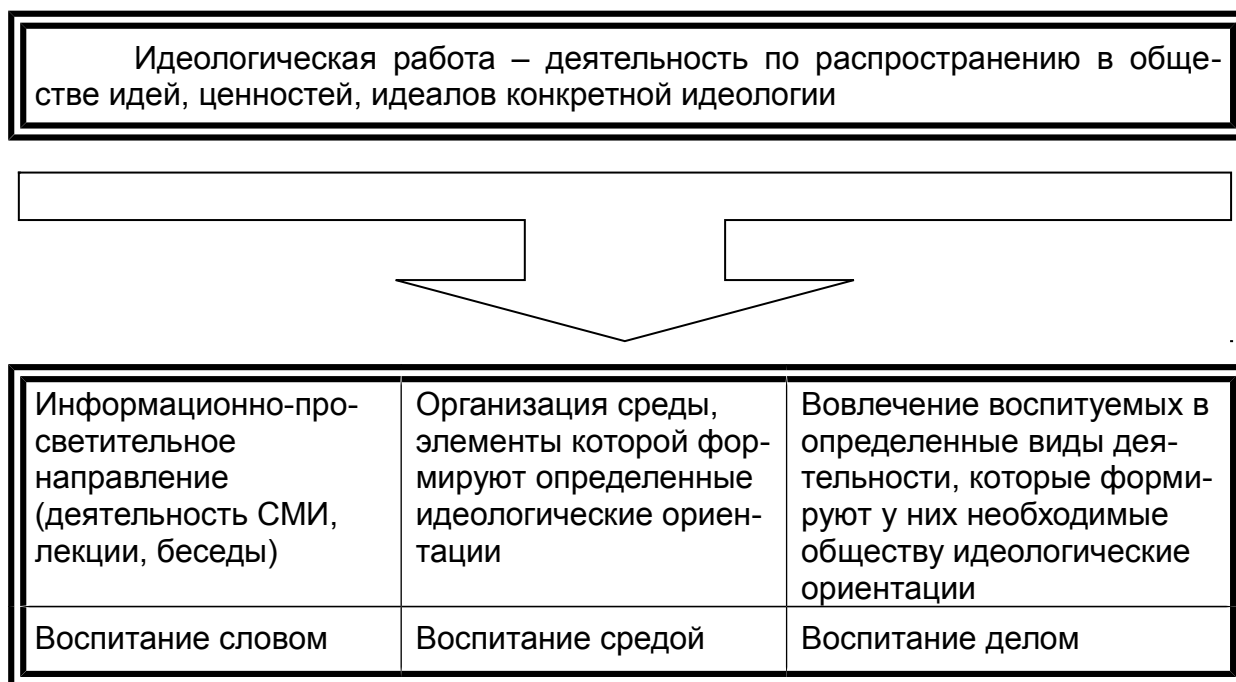 Идеологическая работа – деятельность по распространению в обще-
стве идей, ценностей, идеалов конкретной идеологии
Информационно-про-
светительное
направление
(деятельность СМИ,
лекции, беседы)
Организация среды,
элементы которой фор-
мируют определенные
идеологические ориен-
тации
Вовлечение воспитуемых в
определенные виды дея-
тельности, которые форми-
руют у них необходимые
обществу идеологические
ориентации
Воспитание словом
Воспитание средой
Воспитание делом